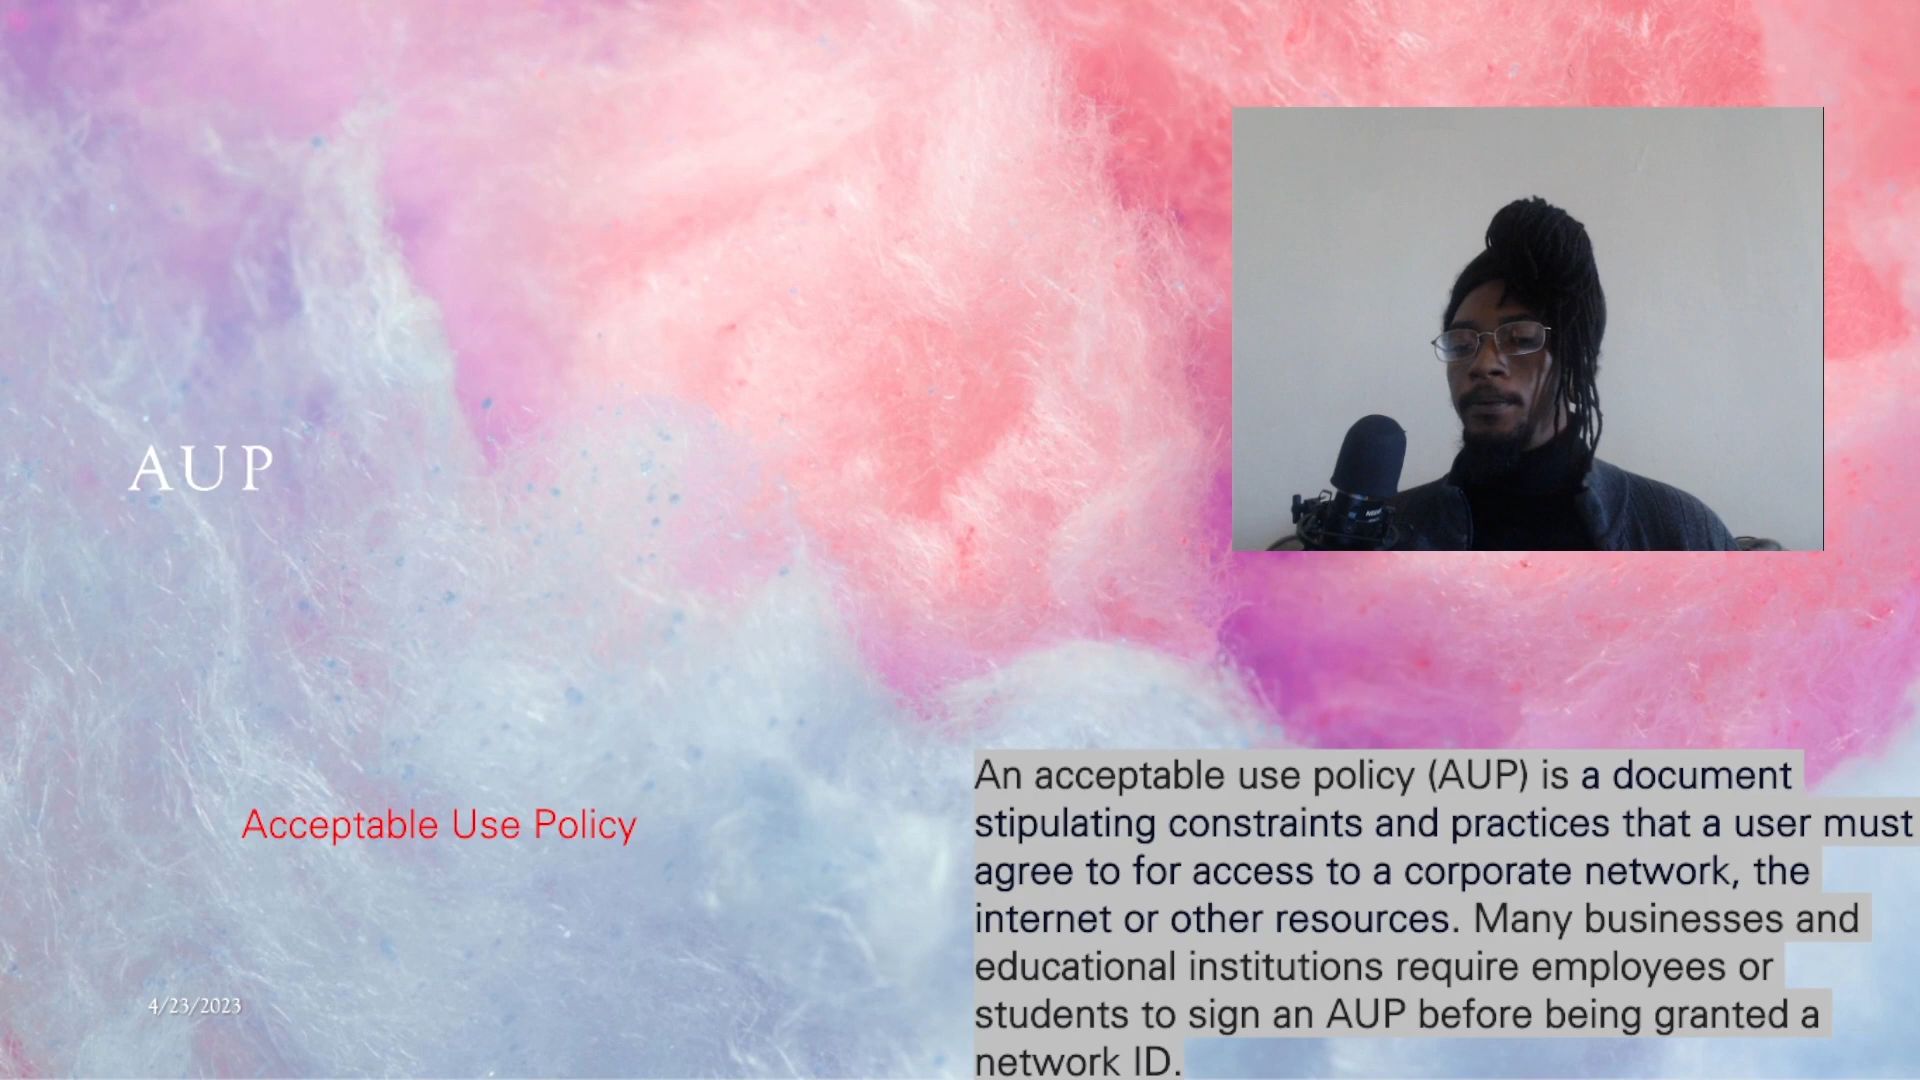 AUP
Acceptable Use Policy
4/23/2023
An acceptable use policy (AUP) is a document
stipulating constraints and practices that a user must
agree to for access to a corporate network, the
internet or other resources. Many businesses and
educational institutions require employees or
students to sign an AUP before being granted a
network ID.